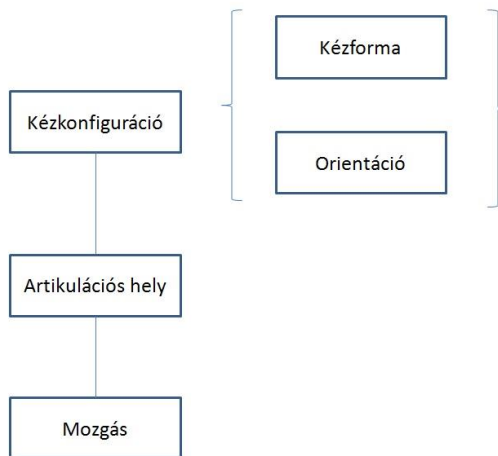 Kézforma
Kézkonfiguráció
Orientáció
Artikulációs hely
Mozgás